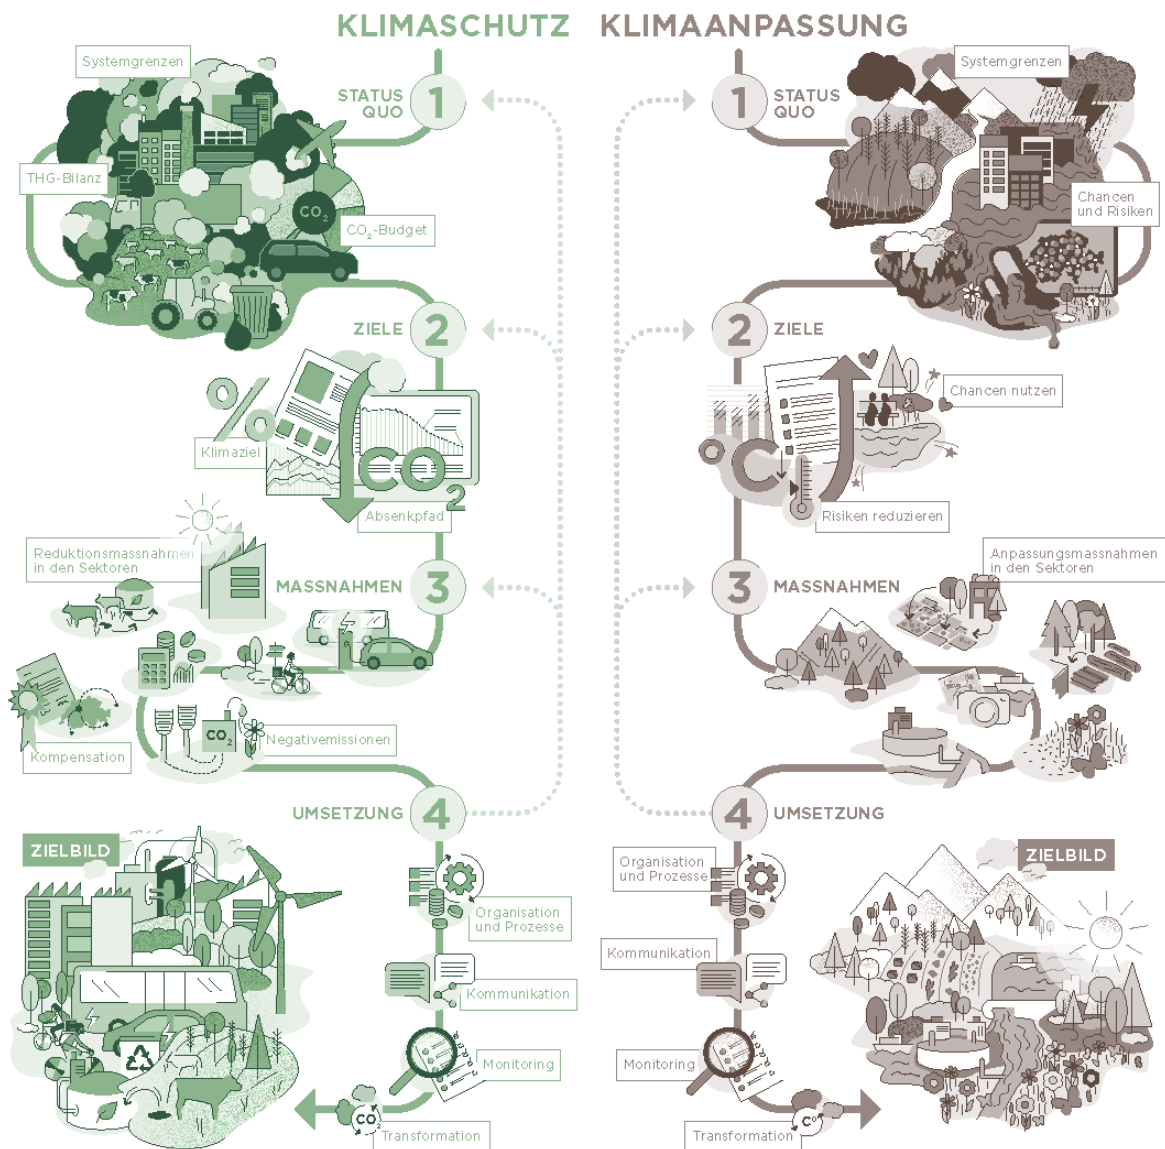 KLIMASCHUTZ
Systemgrenzen
STATUS
QUO
1
THG-Bilanz
CO₂
CO₂-Budget
ZIELE
2
%
Klimaziel
CO₂
Absenkpfad
Reduktionsmassnahmen
in den Sektoren
MASSNAHMEN
3
CO₂
Negativemissionen
Kompensation
UMSETZUNG
4
ZIELBILD
Organisation
und Prozesse
Kommunikation
Monitoring
CO₂
Transformation
KLIMAANPASSUNG
Systemgrenzen
1
STATUS
QUO
Chancen
und Risiken
2
ZIELE
Chancen nutzen
°C
Risiken reduzieren
Anpassungsmassnahmen
in den Sektoren
3
MASSNAHMEN
4
UMSETZUNG
ZIELBILD
Organisation
und Prozesse
Kommunikation
Monitoring
Transformation